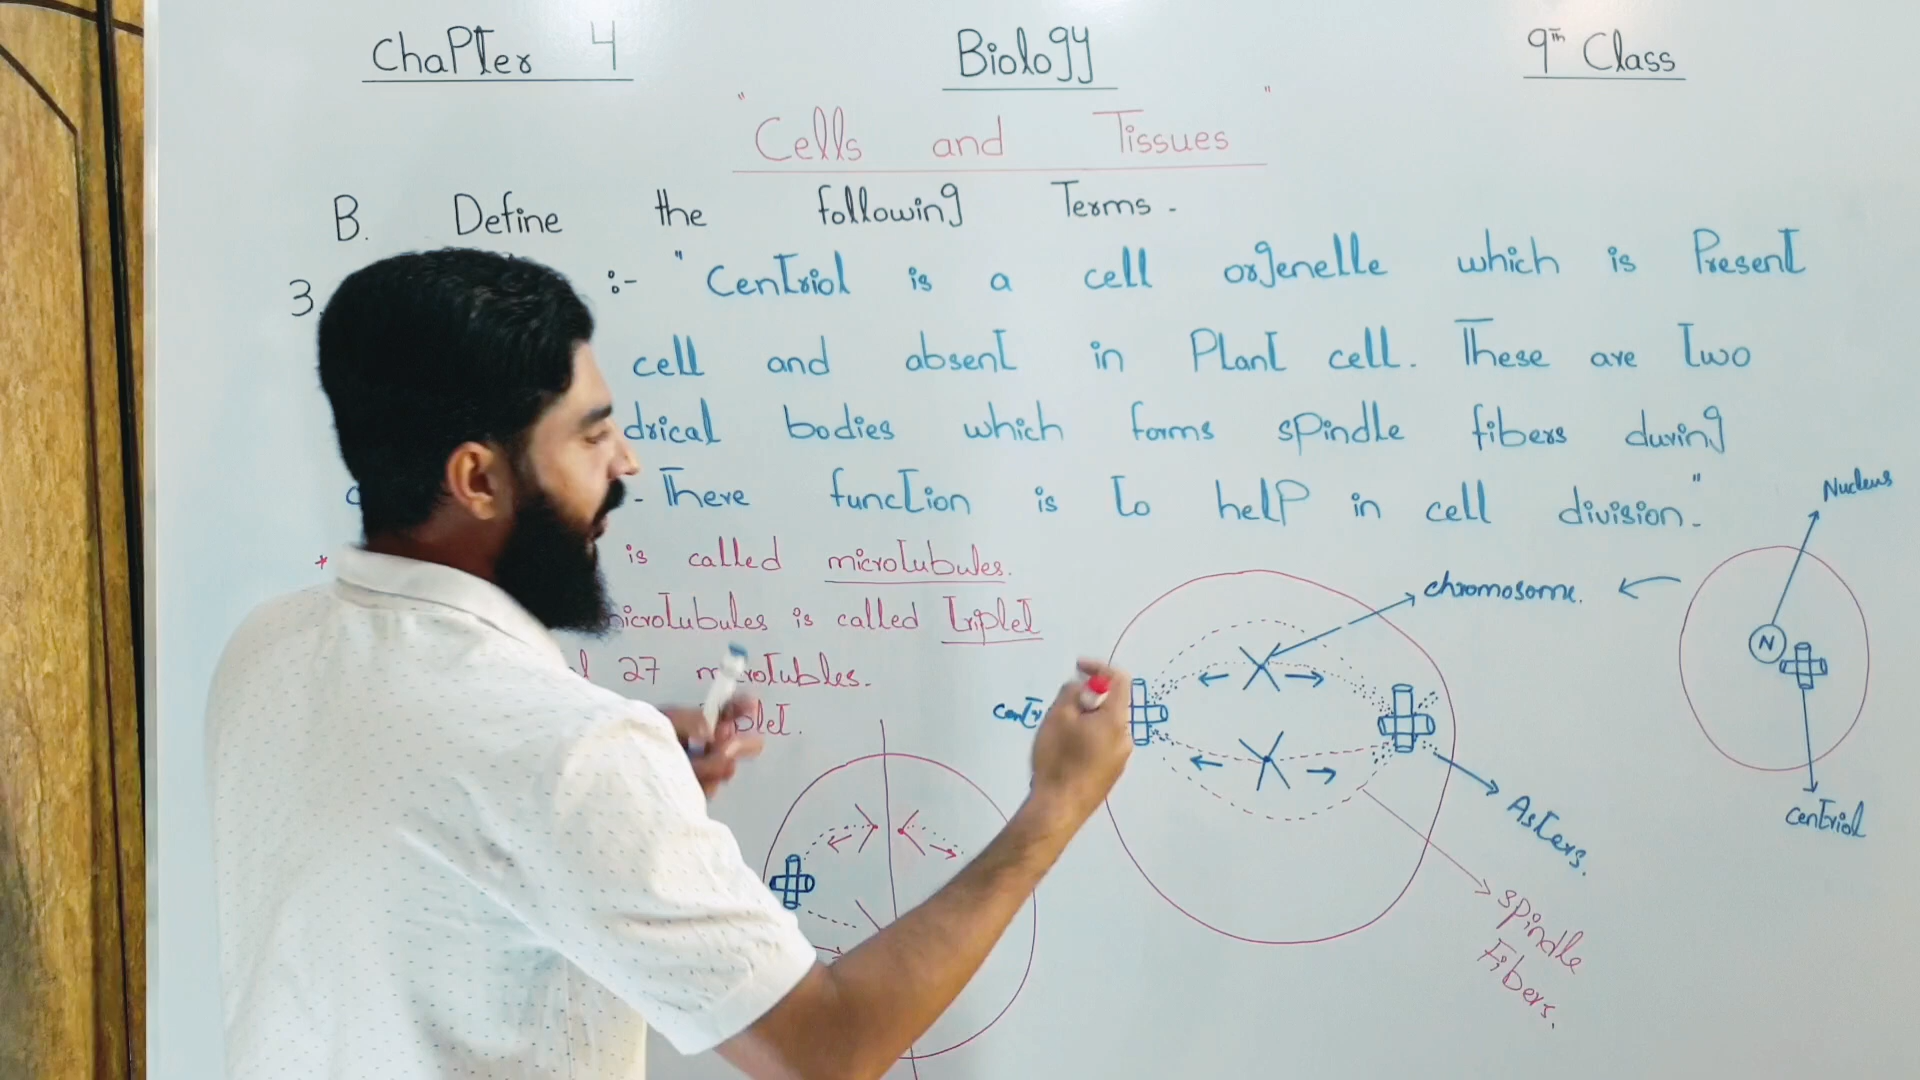 Chapter 4 Biology 9th Class
"Cells and Tissues"
B. Define the following Terms.
3. :- "Centriol is a cell orgenelle which is Present
cell and absent in Plant cell. These are two
drical bodies which forms spindle fibers during
. There function is to help in cell division."
* is called microtubules.
microtubules is called triplet
27 microtubles.
plet.
Nucleus
chromosome.
N
centriol
Asters.
spindle
Fibers.